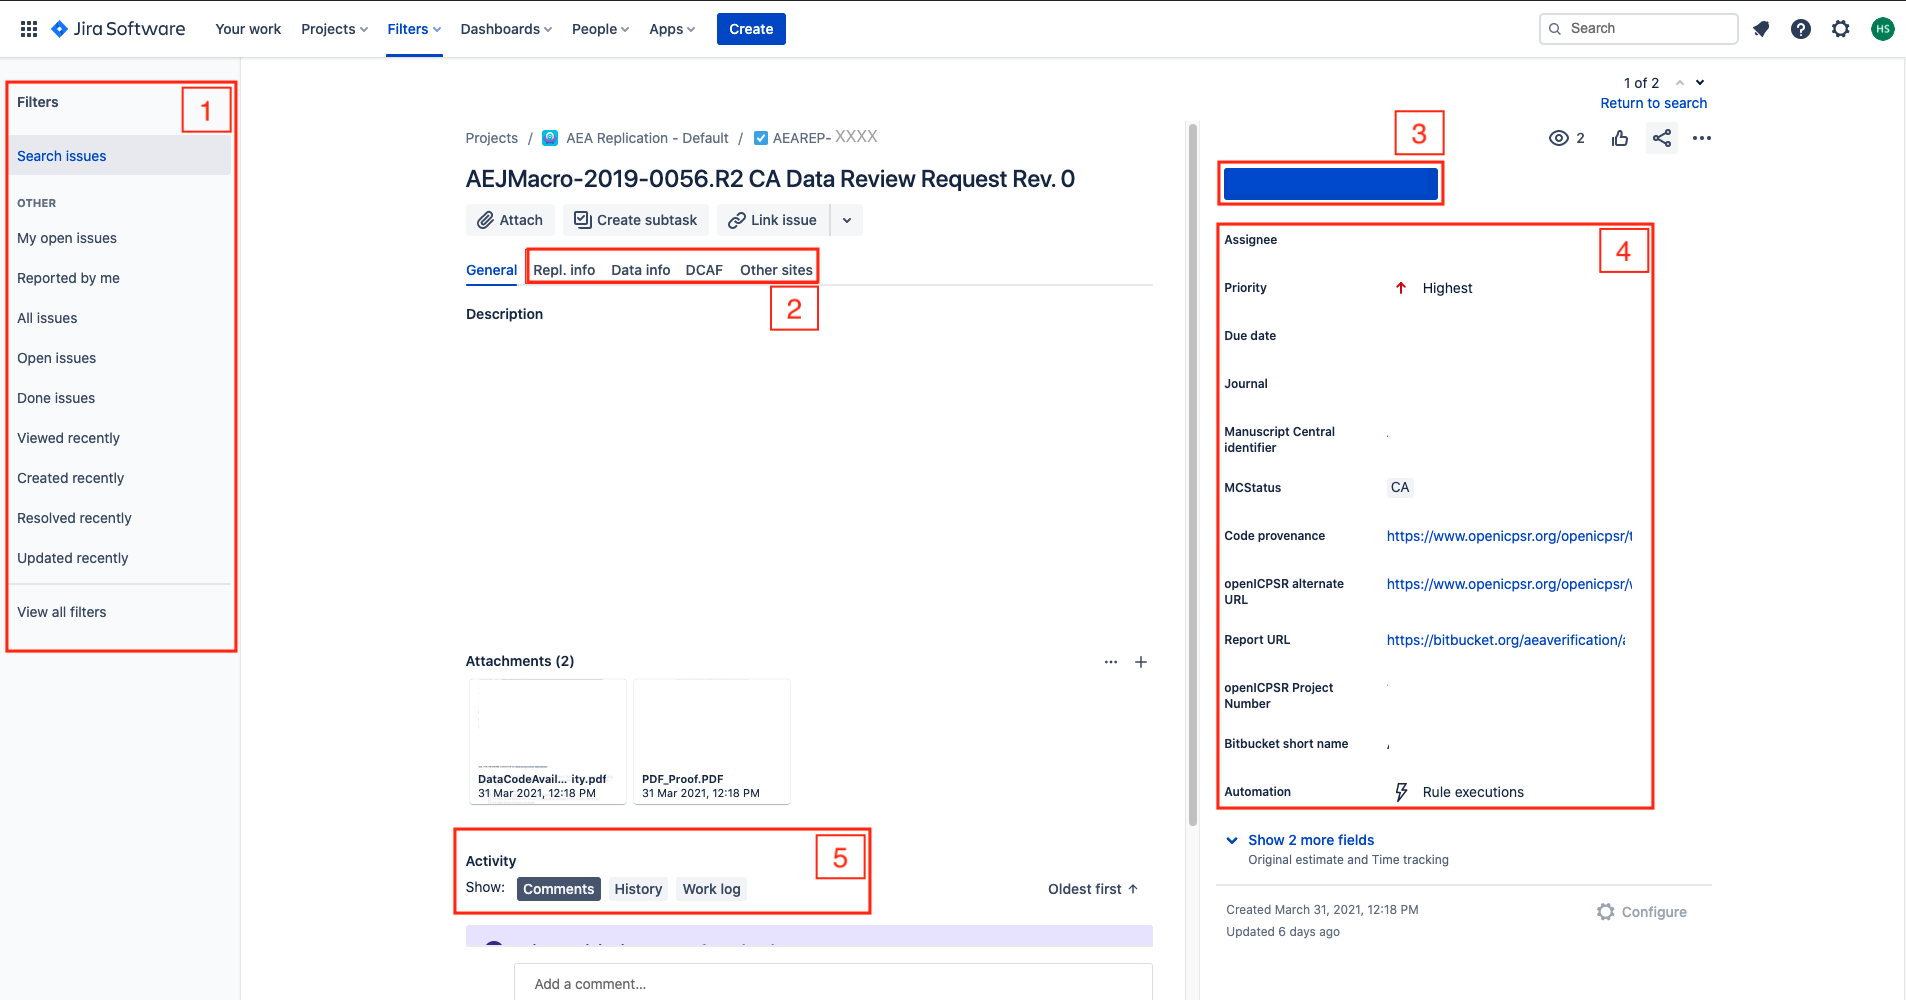 Jira Software Your work Projects Filters Dashboards People Apps Create Search HS
Filters
1
Search issues
OTHER
My open issues
Reported by me
All issues
Open issues
Done issues
Viewed recently
Created recently
Resolved recently
Updated recently
View all filters
Projects / AEA Replication - Default / AEAREP- XXXX
AEJMacro-2019-0056.R2 CA Data Review Request Rev. 0
Attach Create subtask Link issue
General Repl. info Data info DCAF Other sites
2
Description
Attachments (2)
DataCodeAvail... ity.pdf
31 Mar 2021, 12:18 PM
PDF_Proof.PDF
31 Mar 2021, 12:18 PM
5
Activity
Show: Comments History Work log Oldest first
Add a comment...
1 of 2
Return to search
3
2
4
Assignee
Priority Highest
Due date
Journal
Manuscript Central
identifier
MCStatus CA
Code provenance https://www.openicpsr.org/openicpsr/t
openICPSR alternate
URL
https://www.openicpsr.org/openicpsr/
Report URL https://bitbucket.org/aeaverification/
openICPSR Project
Number
Bitbucket short name
Automation Rule executions
Show 2 more fields
Original estimate and Time tracking
Created March 31, 2021, 12:18 PM
Updated 6 days ago
Configure